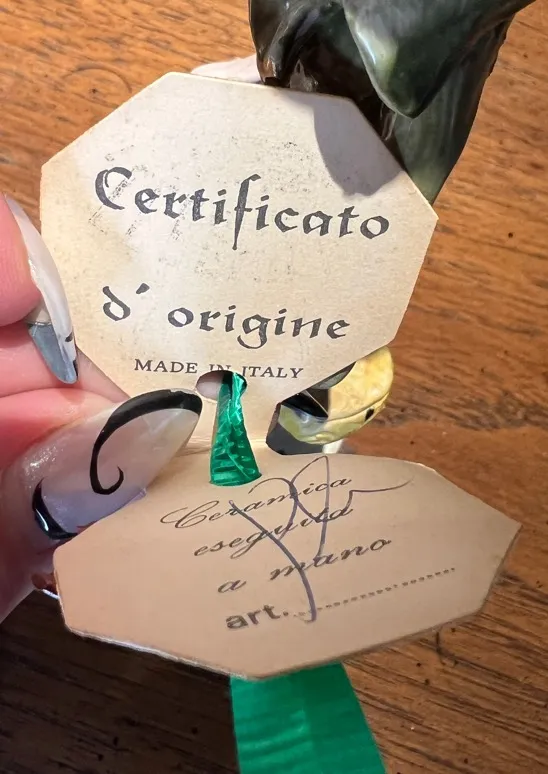 Certificato
d' origine
MADE IN ITALY
Ceramica
eseguita
a mano
art.